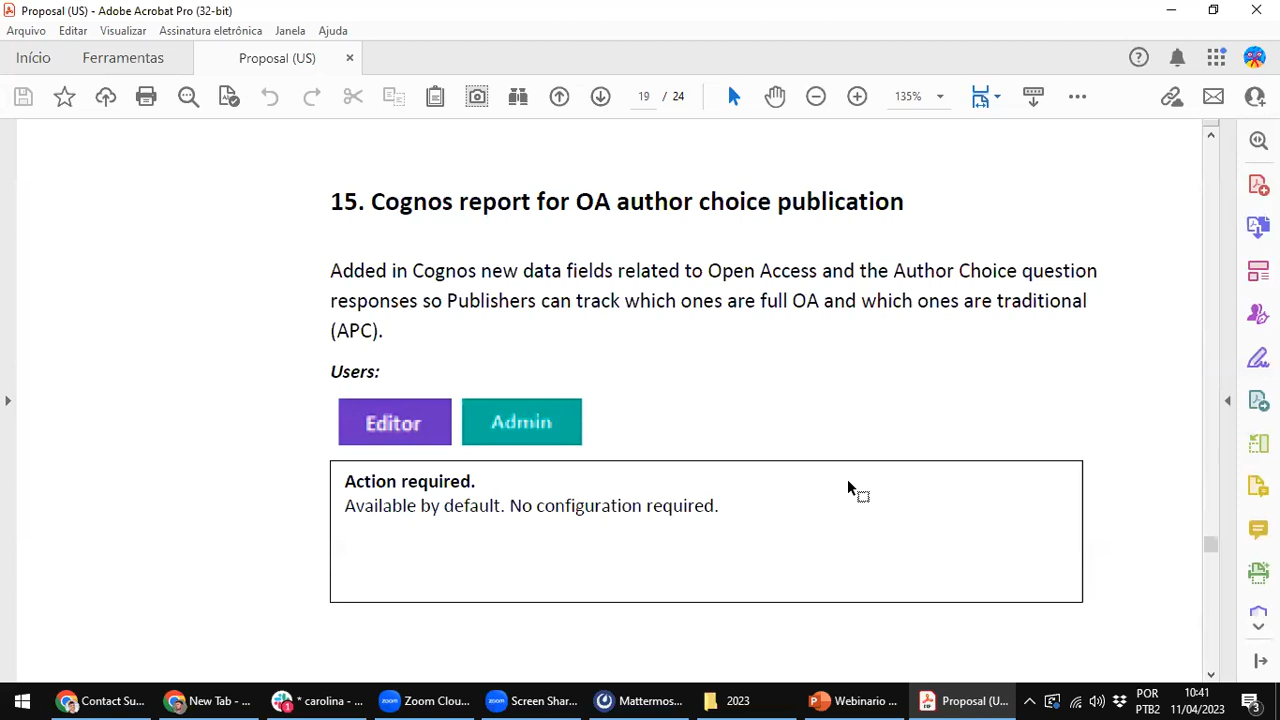 Proposal (US) - Adobe Acrobat Pro (32-bit)
Arquivo Editar Visualizar Assinatura eletrônica Janela Ajuda
Início Ferramentas Proposal (US) ×
19 / 24 135%
15. Cognos report for OA author choice publication
Added in Cognos new data fields related to Open Access and the Author Choice question
responses so Publishers can track which ones are full OA and which ones are traditional
(APC).
Users:
Editor Admin
Action required.
Available by default. No configuration required.
Contact Su... New Tab - ... * carolina - ... Zoom Clou... Screen Shar... Mattermos... 2023 Webinario ... Proposal (U... POR 10:41
PTB2 11/04/2023 3